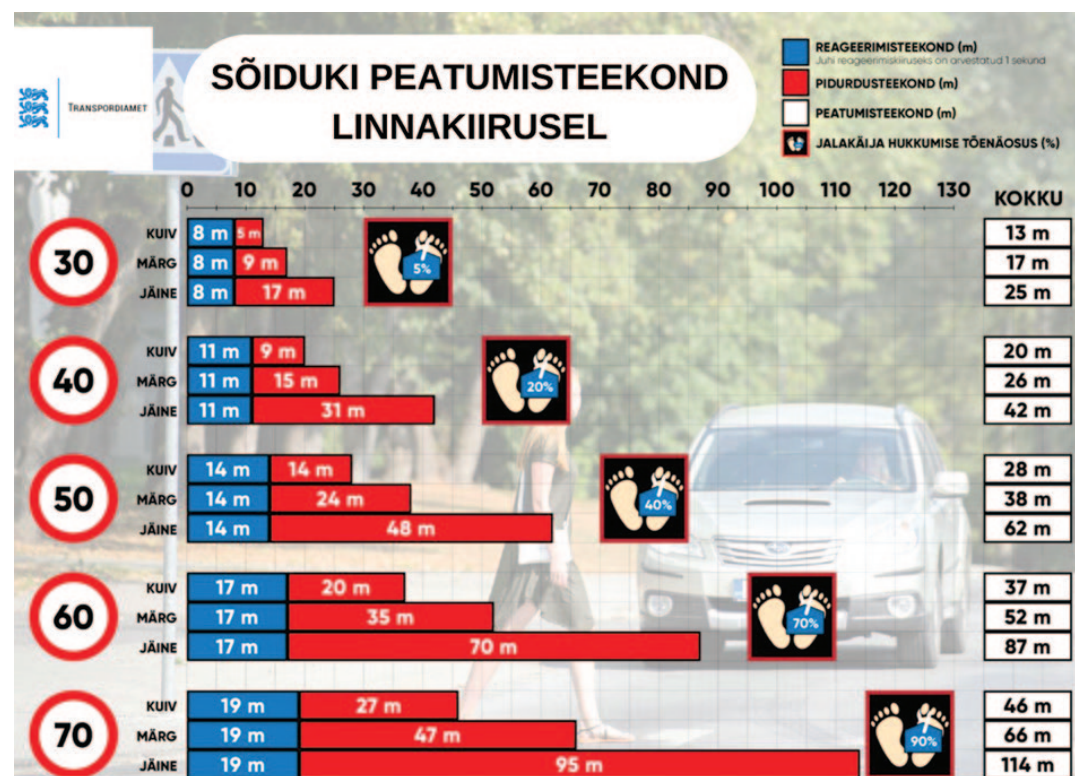 TRANSPORDIAMET
SÕIDUKI PEATUMISTEEKOND
LINNAKIIRUSEL
REAGEERIMISTEEKOND (m)
Juhi reageerimiskiiruseks on arvestatud 1 sekund
PIDURDUSTEEKOND (m)
PEATUMISTEEKOND (m)
JALAKÄIJA HUKKUMISE TÕENÄOSUS (%)
0 10 20 30 40 50 60 70 80 90 100 110 120 130 KOKKU
30
KUIV 8 m 5 m 13 m
MÄRG 8 m 9 m 17 m
JÄINE 8 m 17 m 25 m
5%
40
KUIV 11 m 9 m 20 m
MÄRG 11 m 15 m 26 m
JÄINE 11 m 31 m 42 m
20%
50
KUIV 14 m 14 m 28 m
MÄRG 14 m 24 m 38 m
JÄINE 14 m 48 m 62 m
40%
60
KUIV 17 m 20 m 37 m
MÄRG 17 m 35 m 52 m
JÄINE 17 m 70 m 87 m
70%
70
KUIV 19 m 27 m 46 m
MÄRG 19 m 47 m 66 m
JÄINE 19 m 95 m 114 m
90%